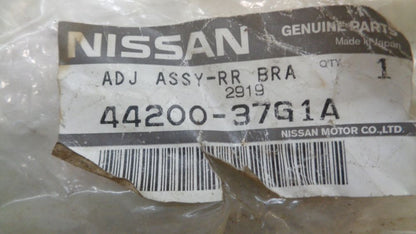 NISSAN
GENUINE PARTS
Made in Japan
ADJ ASSY-RR BRA
QTY 1
2919
44200-37G1A
NISSAN MOTOR CO.,LTD.